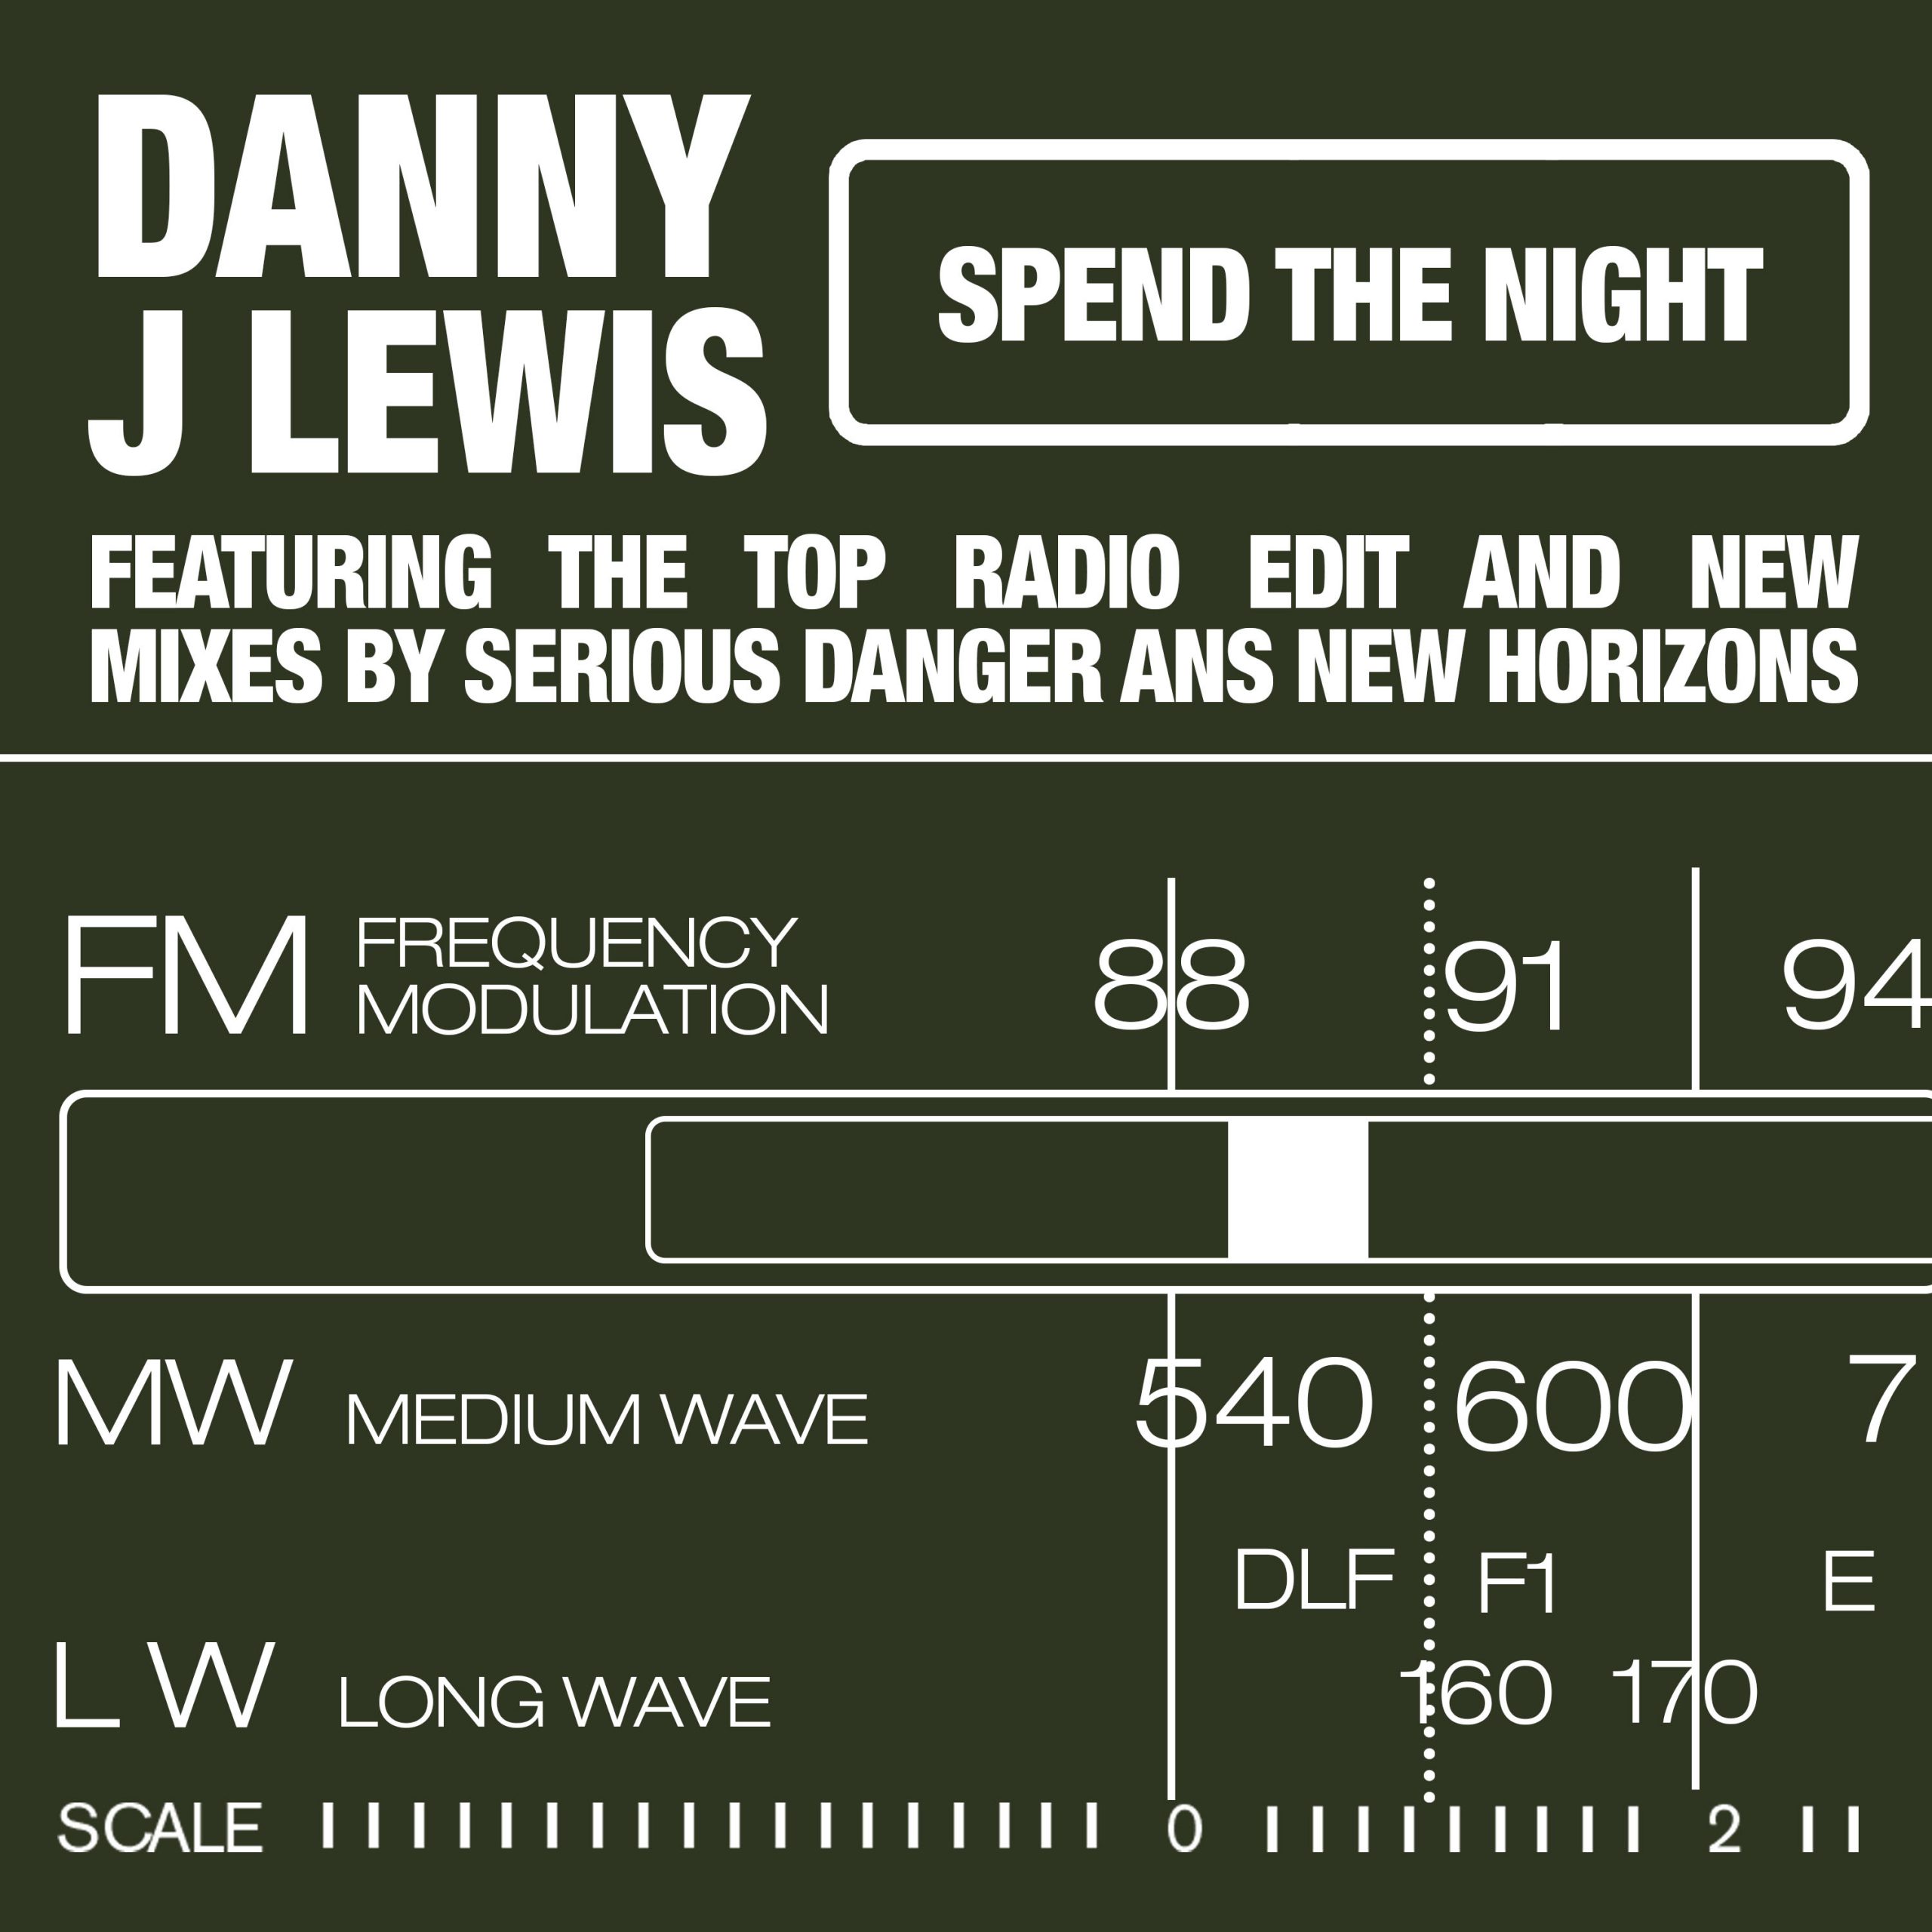 DANNY
J LEWIS
SPEND THE NIGHT
FEATURING THE TOP RADIO EDIT AND NEW
MIXES BY SERIOUS DANGER ANS NEW HORIZONS
FM FREQUENCY
MODULATION
88 91 94
MW MEDIUM WAVE 540 600 7
DLF F1 E
LW LONG WAVE 160 170
SCALE 0 2